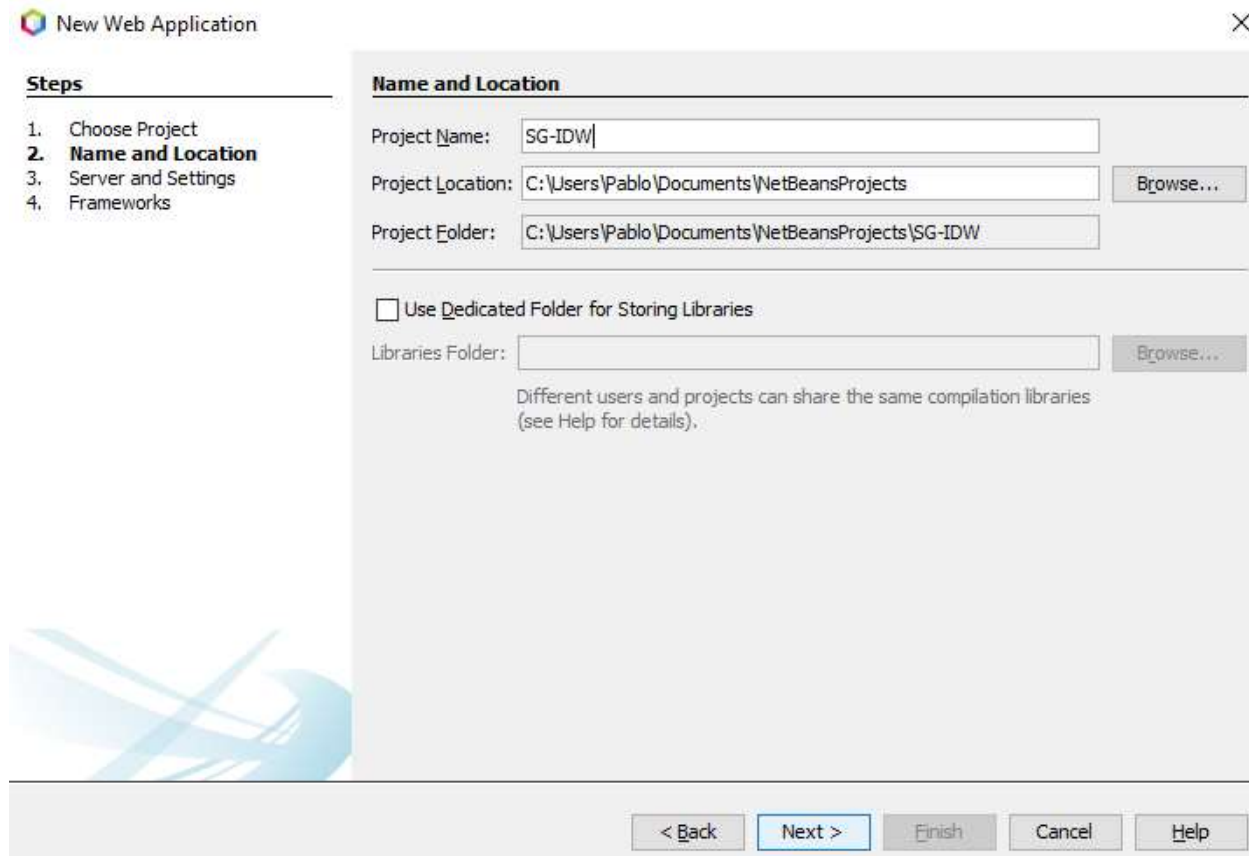 New Web Application
Steps
1. Choose Project
2. Name and Location
3. Server and Settings
4. Frameworks
Name and Location
Project Name: SG-IDW
Project Location: C:\Users\Pablo\Documents\NetBeansProjects Browse...
Project Folder: C:\Users\Pablo\Documents\NetBeansProjects\SG-IDW
Use Dedicated Folder for Storing Libraries
Libraries Folder: Browse...
Different users and projects can share the same compilation libraries
(see Help for details).
< Back Next > Finish Cancel Help